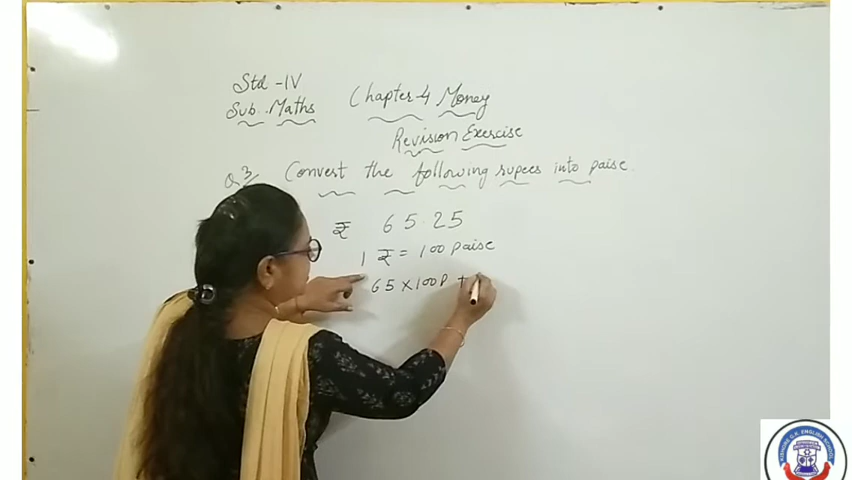 Std - IV
Sub. Maths
Chapter-4 Money
Revision Exercise
Q3/ Convert the following rupees into paise.
₹ 65.25
1 ₹ = 100 paise
65 × 100P +